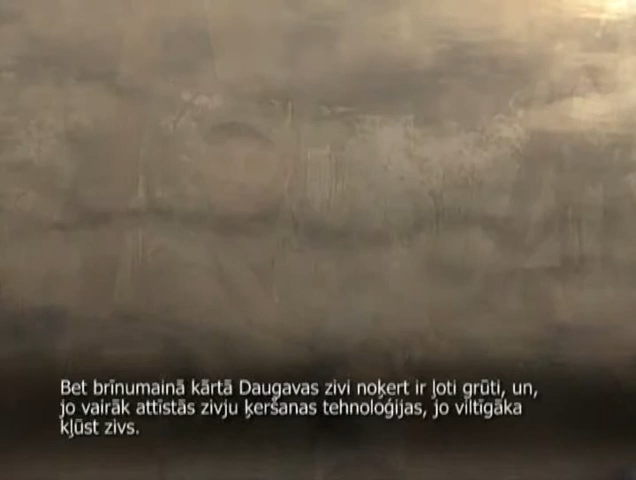 Bet brīnumainā kārtā Daugavas zivi noķert ir ļoti grūti, un,
jo vairāk attīstās zivju ķeršanas tehnoloģijas, jo viltīgāka
kļūst zivs.